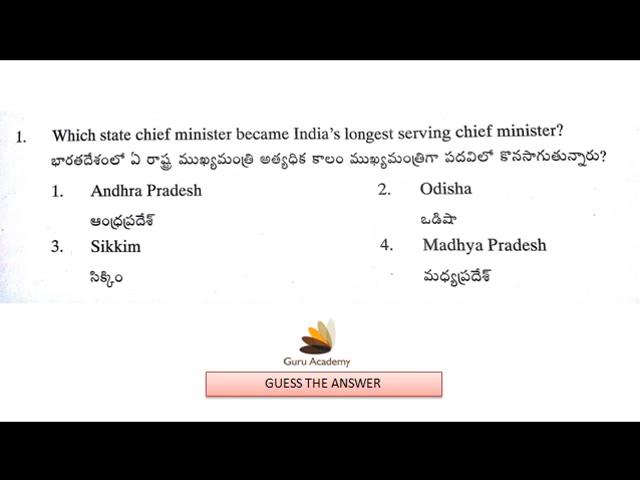 1. Which state chief minister became India's longest serving chief minister?
భారతదేశంలో ఏ రాష్ట్ర ముఖ్యమంత్రి అత్యధిక కాలం ముఖ్యమంత్రిగా పదవిలో కొనసాగుతున్నారు?
1. Andhra Pradesh 2. Odisha
ఆంధ్రప్రదేశ్ ఒడిషా
3. Sikkim 4. Madhya Pradesh
సిక్కిం మధ్యప్రదేశ్
Guru Academy
GUESS THE ANSWER